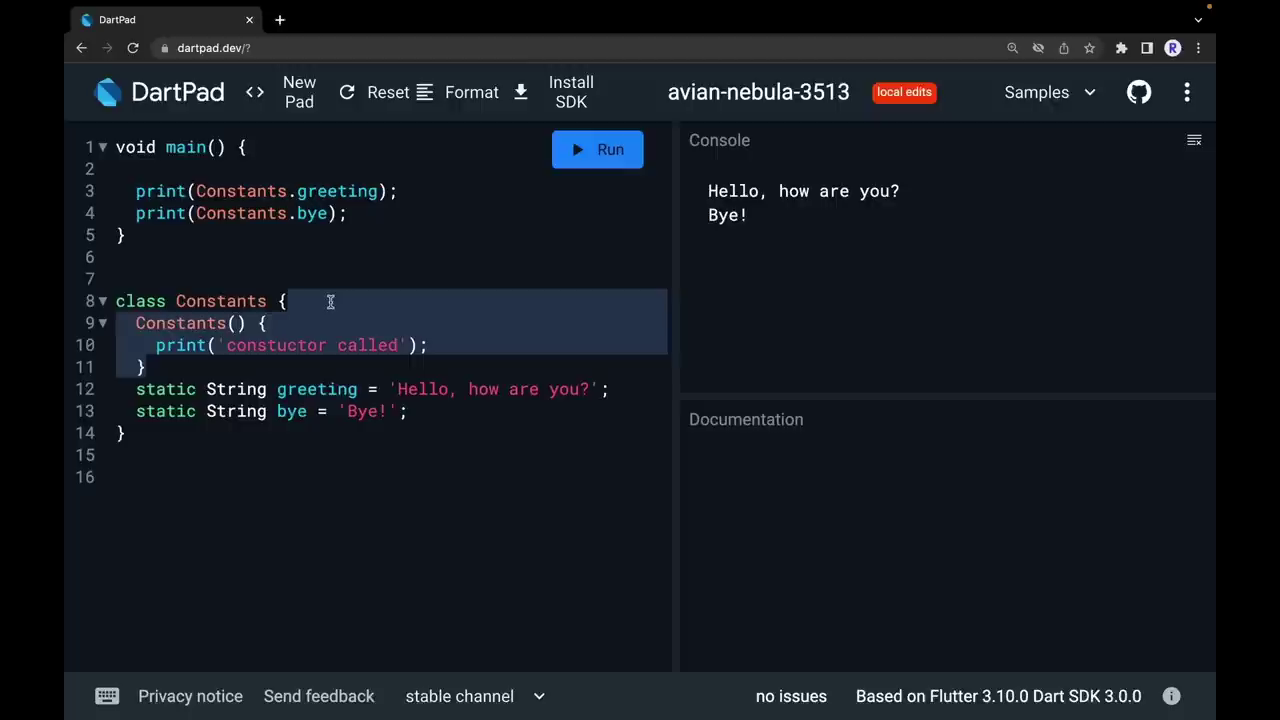 DartPad
dartpad.dev/?
R
DartPad
New Pad
Reset
Format
Install SDK
avian-nebula-3513
local edits
Samples
1 void main() {
2
3   print(Constants.greeting);
4   print(Constants.bye);
5 }
6
7
8 class Constants {
9   Constants() {
10     print('constuctor called');
11   }
12   static String greeting = 'Hello, how are you?';
13   static String bye = 'Bye!';
14 }
15
16
Run
Console
Hello, how are you?
Bye!
Documentation
Privacy notice
Send feedback
stable channel
no issues
Based on Flutter 3.10.0 Dart SDK 3.0.0